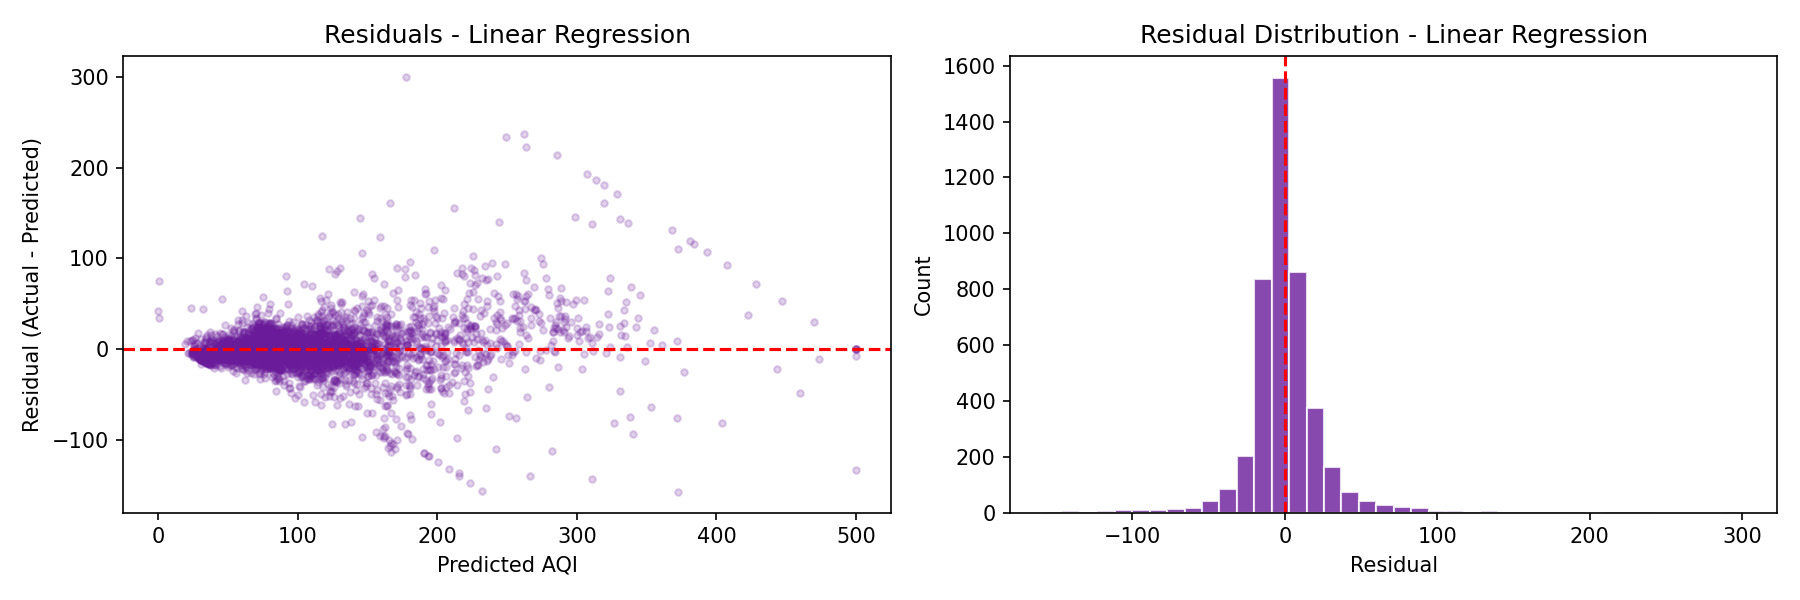 Residuals - Linear Regression
Residual (Actual - Predicted)
300
200
100
0
−100
0 100 200 300 400 500
Predicted AQI
Residual Distribution - Linear Regression
Count
1600
1400
1200
1000
800
600
400
200
0
−100 0 100 200 300
Residual